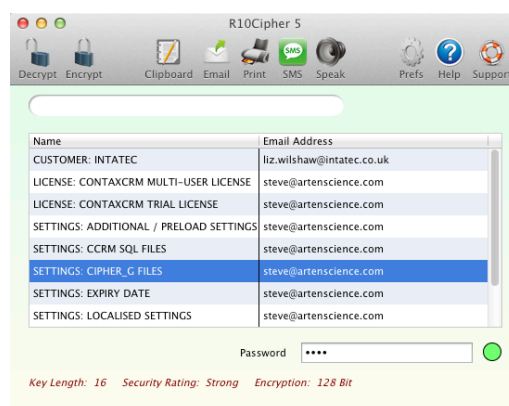 R10Cipher 5
Decrypt Encrypt Clipboard Email Print SMS Speak Prefs Help Suppor
SMS
Name Email Address
CUSTOMER: INTATEC liz.wilshaw@intatec.co.uk
LICENSE: CONTAXCRM MULTI-USER LICENSE steve@artenscience.com
LICENSE: CONTAXCRM TRIAL LICENSE steve@artenscience.com
SETTINGS: ADDITIONAL / PRELOAD SETTINGS steve@artenscience.com
SETTINGS: CCRM SQL FILES steve@artenscience.com
SETTINGS: CIPHER_G FILES steve@artenscience.com
SETTINGS: EXPIRY DATE steve@artenscience.com
SETTINGS: LOCALISED SETTINGS steve@artenscience.com
Password ••••
Key Length: 16 Security Rating: Strong Encryption: 128 Bit